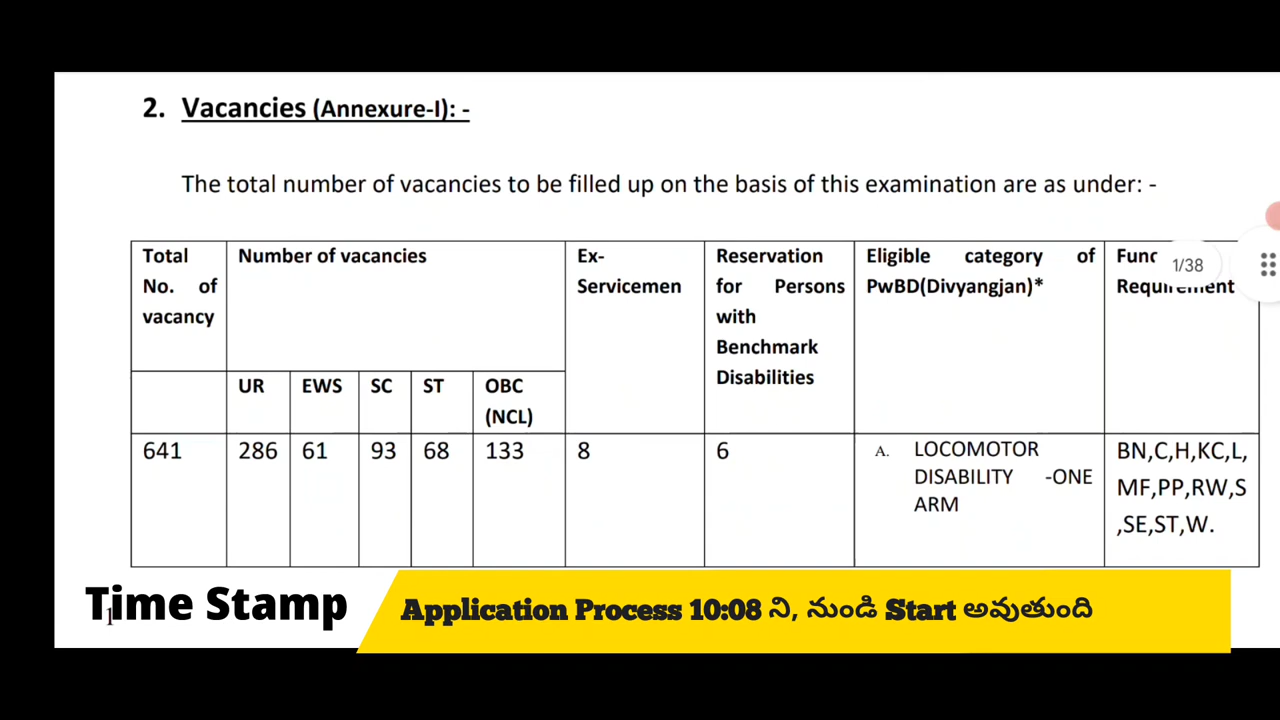 2. Vacancies (Annexure-I): -
The total number of vacancies to be filled up on the basis of this examination are as under: -
Total No. of vacancy
Number of vacancies
Ex-Servicemen
Reservation for Persons with Benchmark Disabilities
Eligible category of PwBD(Divyangjan)*
Func
Requirement
1/38
UR
EWS
SC
ST
OBC (NCL)
641
286
61
93
68
133
8
6
A. LOCOMOTOR DISABILITY -ONE ARM
BN,C,H,KC,L,
MF,PP,RW,S
,SE,ST,W.
Time Stamp
1
Application Process 10:08 ని, నుండి Start అవుతుంది